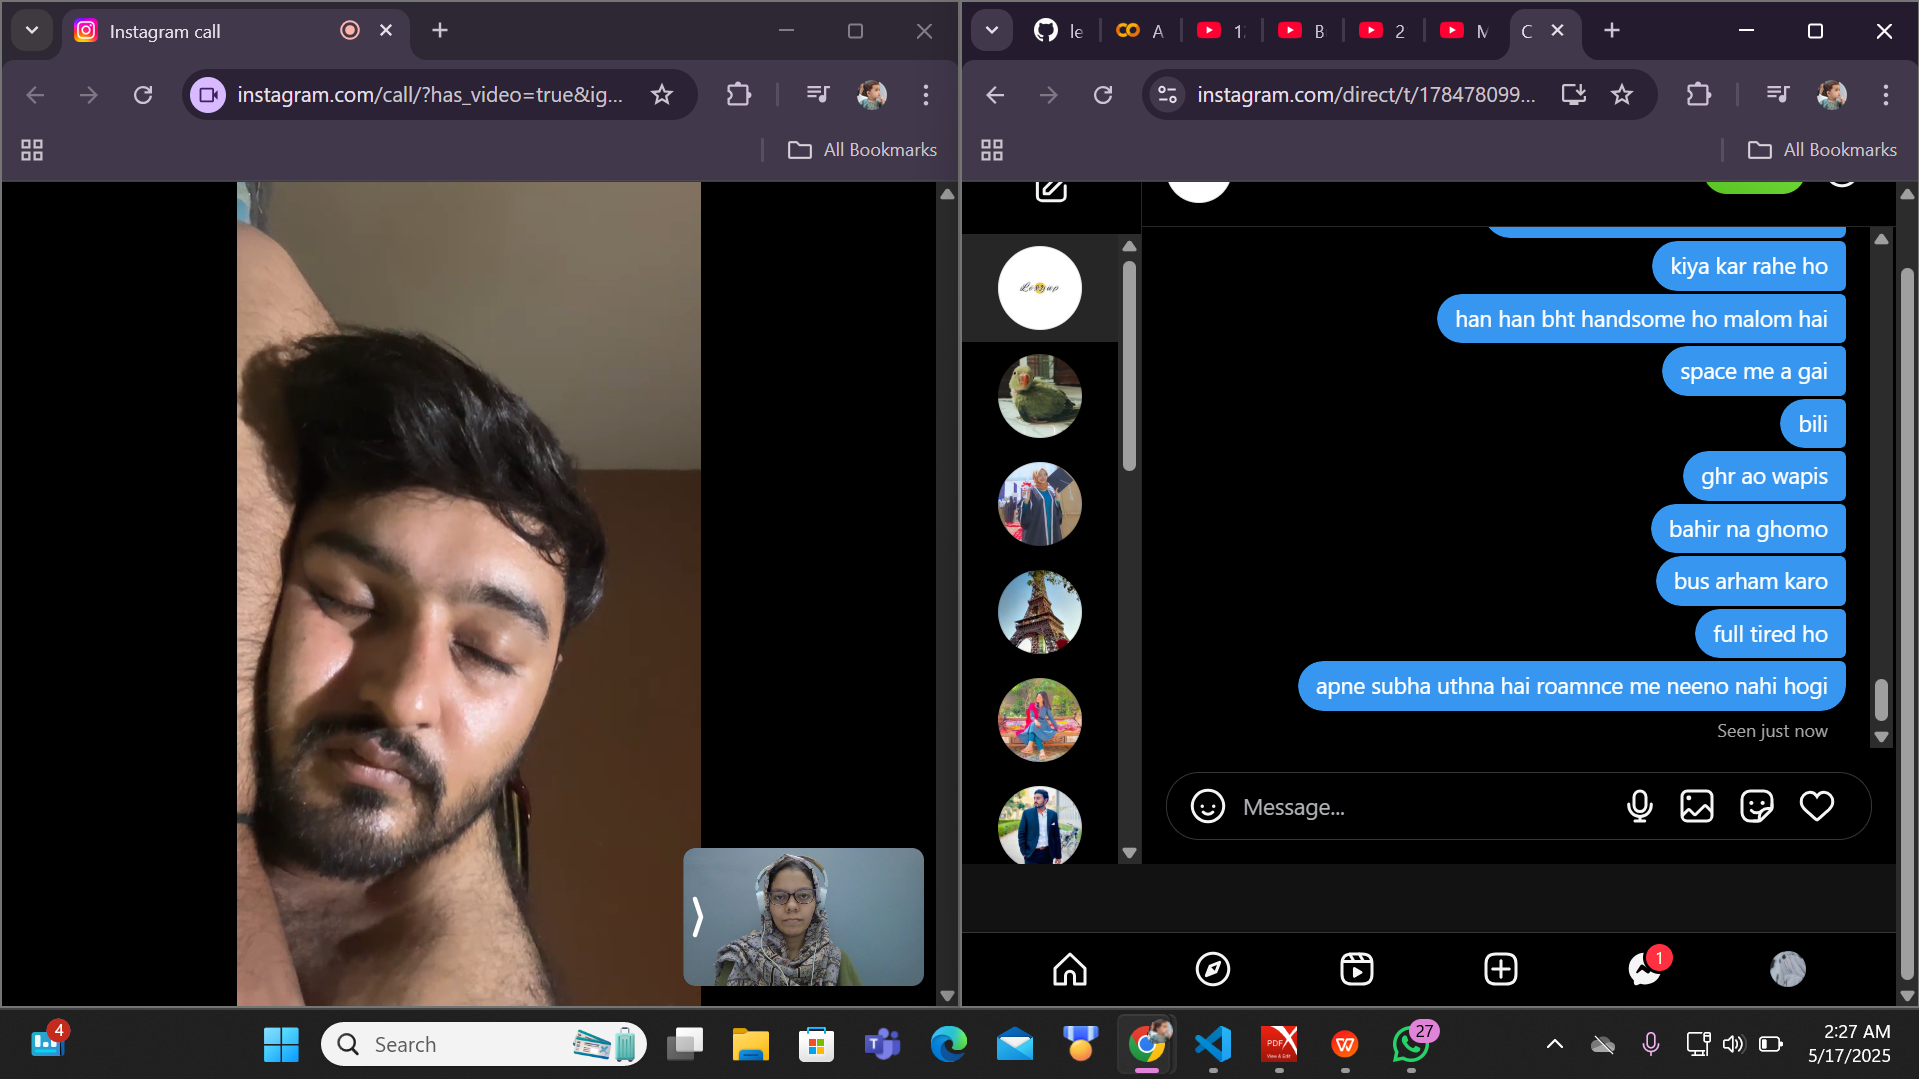 Instagram call
le
A
1
B
2
M
C
instagram.com/call/?has_video=true&ig...
instagram.com/direct/t/178478099...
All Bookmarks
All Bookmarks
kiya kar rahe ho
han han bht handsome ho malom hai
space me a gai
bili
ghr ao wapis
bahir na ghomo
bus arham karo
full tired ho
apne subha uthna hai roamnce me neeno nahi hogi
Seen just now
Message...
1
4
Search
27
2:27 AM
5/17/2025